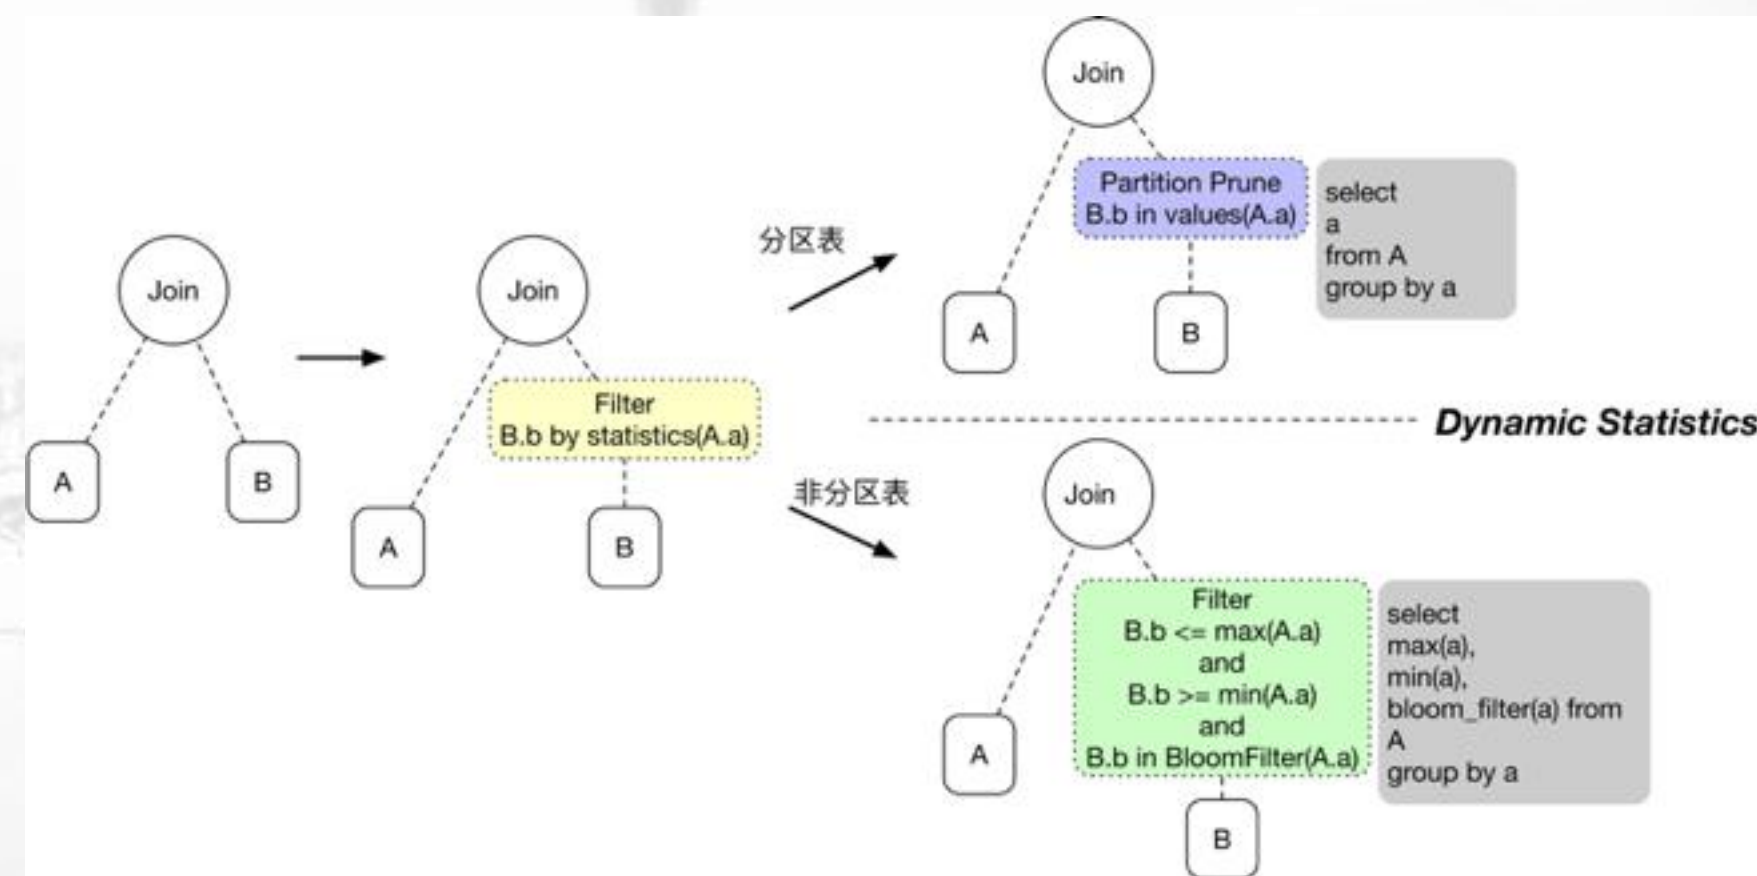 Join
A
B
Join
Filter
B.b by statistics(A.a)
A
B
分区表
Join
Partition Prune
B.b in values(A.a)
A
B
select
a
from A
group by a
Dynamic Statistics
非分区表
Join
Filter
B.b <= max(A.a)
and
B.b >= min(A.a)
and
B.b in BloomFilter(A.a)
A
B
select
max(a),
min(a),
bloom_filter(a) from
A
group by a